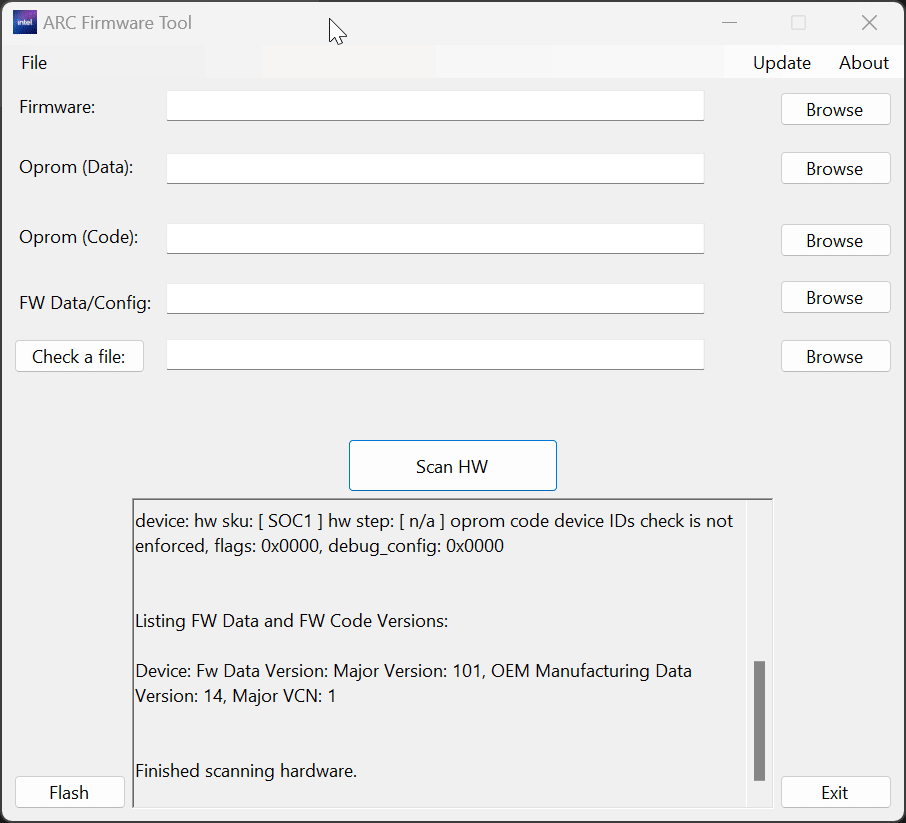 intel ARC Firmware Tool
File Update About
Firmware: Browse
Oprom (Data): Browse
Oprom (Code): Browse
FW Data/Config: Browse
Check a file: Browse
Scan HW
device: hw sku: [ SOC1 ] hw step: [ n/a ] oprom code device IDs check is not
enforced, flags: 0x0000, debug_config: 0x0000
Listing FW Data and FW Code Versions:
Device: Fw Data Version: Major Version: 101, OEM Manufacturing Data
Version: 14, Major VCN: 1
Finished scanning hardware.
Flash Exit